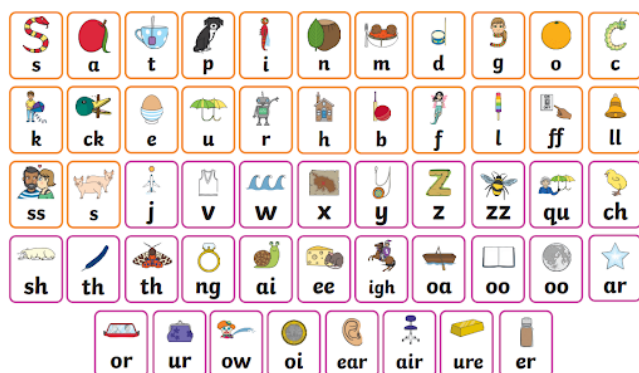 s a t p i n m d g o c
k ck e u r h b f l ff ll
ss s j v w x y z zz qu ch
sh th th ng ai ee igh oa oo oo ar
or ur ow oi ear air ure er